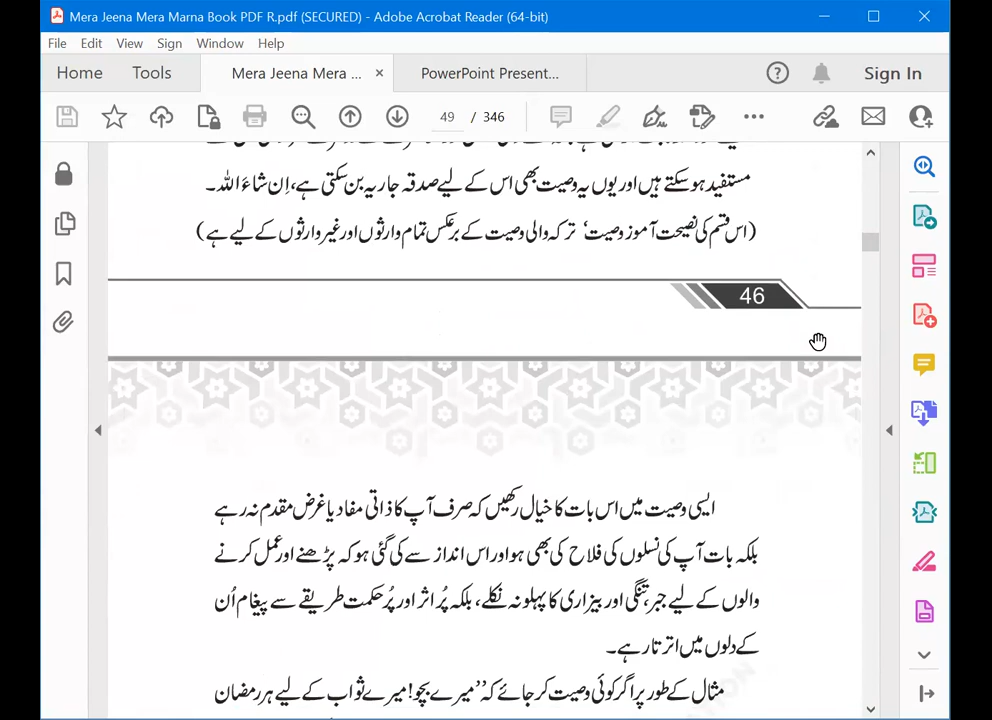 Mera Jeena Mera Marna Book PDF R.pdf (SECURED) - Adobe Acrobat Reader (64-bit)
File Edit View Sign Window Help
Home Tools Mera Jeena Mera ... × PowerPoint Present... Sign In
49 / 346
مستفید ہو سکتے ہیں اور یوں یہ وصیت بھی اس کے لیے صدقہ جاریہ بن سکتی ہے، اِن شاءَ اللہ۔
(اس قسم کی نصیحت آموز وصیت، ترکہ والی وصیت کے برعکس تمام وارثوں اور غیر وارثوں کے لیے ہے)
46
ایسی وصیت میں اس بات کا خیال رکھیں کہ صرف آپ کا ذاتی مفاد یا غرض مقدم نہ رہے
بلکہ بات آپ کی نسلوں کی فلاح کی بھی ہو اور اس انداز سے کی گئی ہو کہ پڑھنے اور عمل کرنے
والوں کے لیے جبر، تنگی اور بیزاری کا پہلو نہ نکلے، بلکہ پُر اثر اور پُر حکمت طریقے سے پیغام اُن
کے دلوں میں اترتا رہے۔
مثال کے طور پر اگر کوئی وصیت کر جائے کہ ”میرے بچو! میرے ثواب کے لیے ہر رمضان